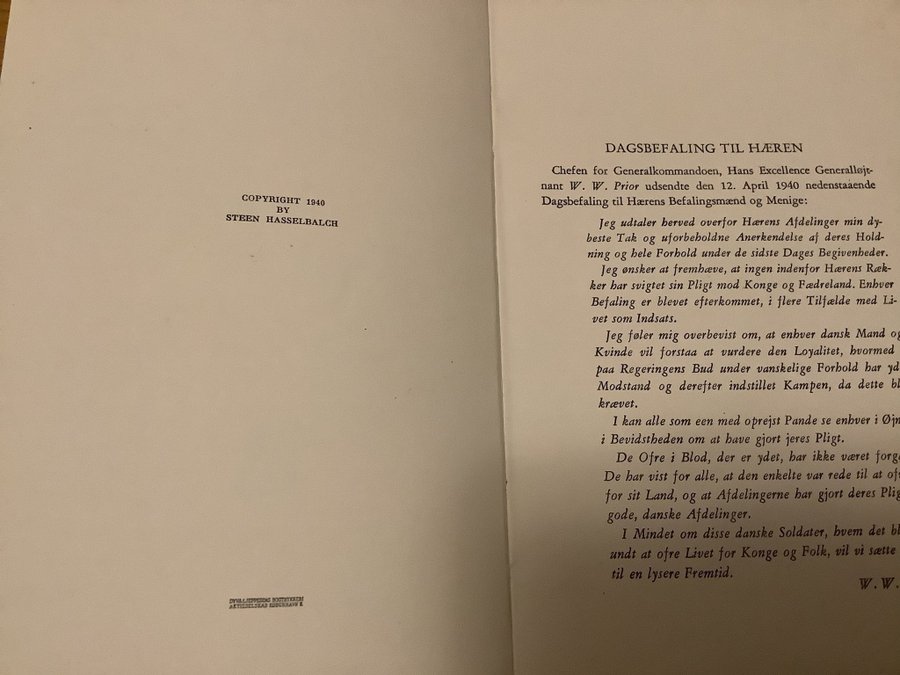 COPYRIGHT 1940
BY
STEEN HASSELBALCH
DAGSBEFALING TIL HÆREN
Chefen for Generalkommandoen, Hans Excellence Generalløjt-
nant W. W. Prior udsendte den 12. April 1940 nedenstaaende
Dagsbefaling til Hærens Befalingsmænd og Menige:
Jeg udtaler herved overfor Hærens Afdelinger min dy-
beste Tak og uforbeholdne Anerkendelse af deres Hold-
ning og hele Forhold under de sidste Dages Begivenheder.
Jeg ønsker at fremhæve, at ingen indenfor Hærens Ræk-
ker har svigtet sin Pligt mod Konge og Fædreland. Enhver
Befaling er blevet efterkommet, i flere Tilfælde med Li-
vet som Indsats.
Jeg føler mig overbevist om, at enhver dansk Mand og
Kvinde vil forstaa at vurdere den Loyalitet, hvormed
paa Regeringens Bud under vanskelige Forhold har
Modstand og derefter indstillet Kampen, da dette
krævet.
I kan alle som een med oprejst Pande se enhver i
i Bevidstheden om at have gjort jeres Pligt.
De Ofre i Blod, der er ydet, har ikke været
De har vist for alle, at den enkelte var rede til at
for sit Land, og at Afdelingerne har gjort deres
gode, danske Afdelinger.
I Mindet om disse danske Soldater, hvem det
undt at ofre Livet for Konge og Folk, vil vi sætte
til en lysere Fremtid.
W. W.